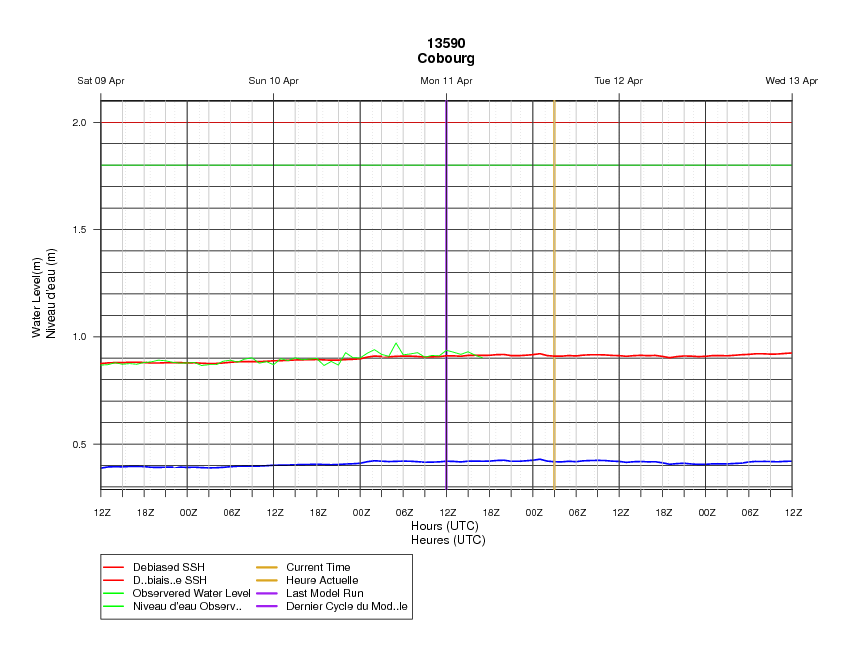 13590
Cobourg
Sat 09 Apr Sun 10 Apr Mon 11 Apr Tue 12 Apr Wed 13 Apr
2.0
1.5
1.0
0.5
Water Level(m)
Niveau d'eau (m)
12Z 18Z 00Z 06Z 12Z 18Z 00Z 06Z 12Z 18Z 00Z 06Z 12Z 18Z 00Z 06Z 12Z
Hours (UTC)
Heures (UTC)
Debiased SSH Current Time
D..biais..e SSH Heure Actuelle
Observered Water Level Last Model Run
Niveau d'eau Observ.. Dernier Cycle du Mod..le